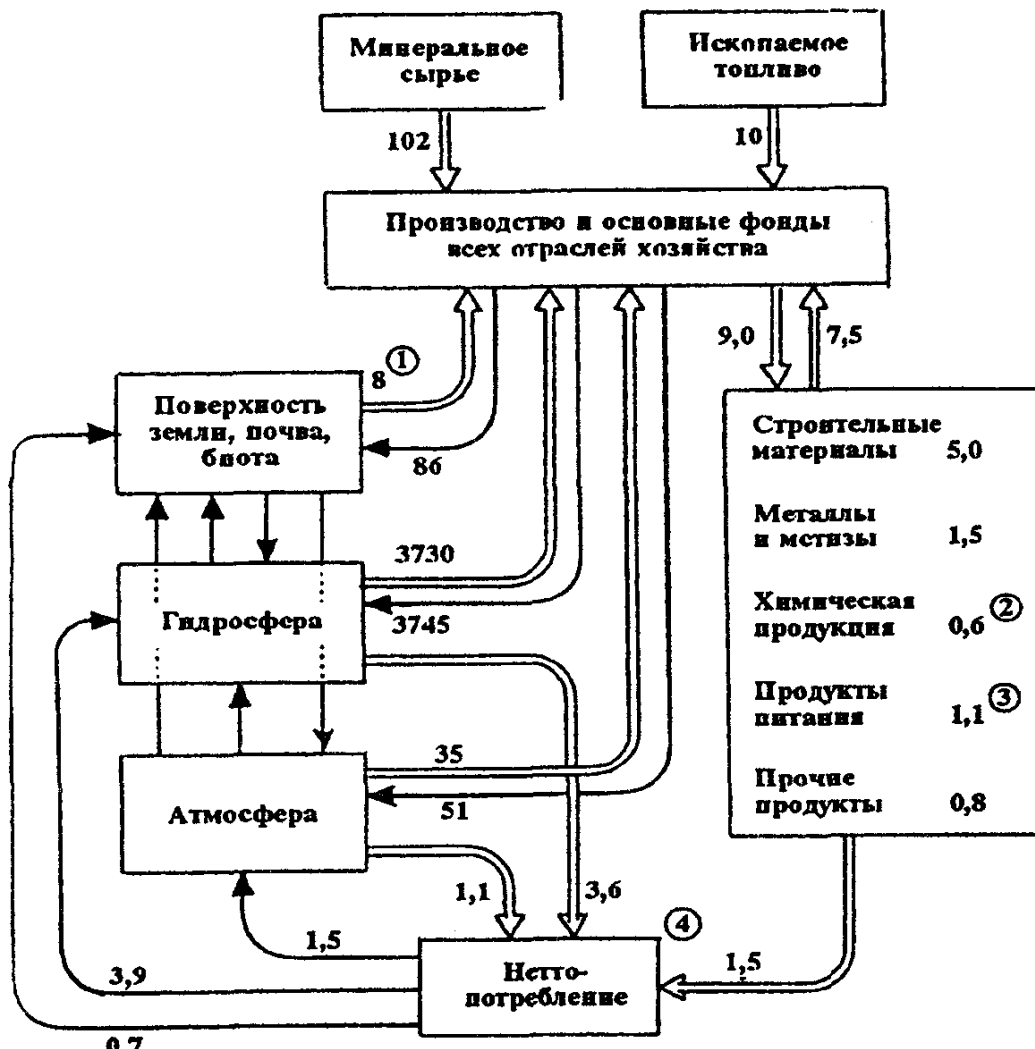 Минеральное
сырье
Ископаемое
топливо
102
10
Производство и основные фонды
всех отраслей хозяйства
9,0
7,5
8
1
Поверхность
земли, почва,
биота
86
Строительные
материалы 5,0
Металлы
и метизы 1,5
Химическая
продукция 0,6 2
Продукты
питания 1,1 3
Прочие
продукты 0,8
3730
Гидросфера
3745
35
Атмосфера
51
1,1
3,6
4
1,5
Нетто-
потребление
1,5
3,9
0,7